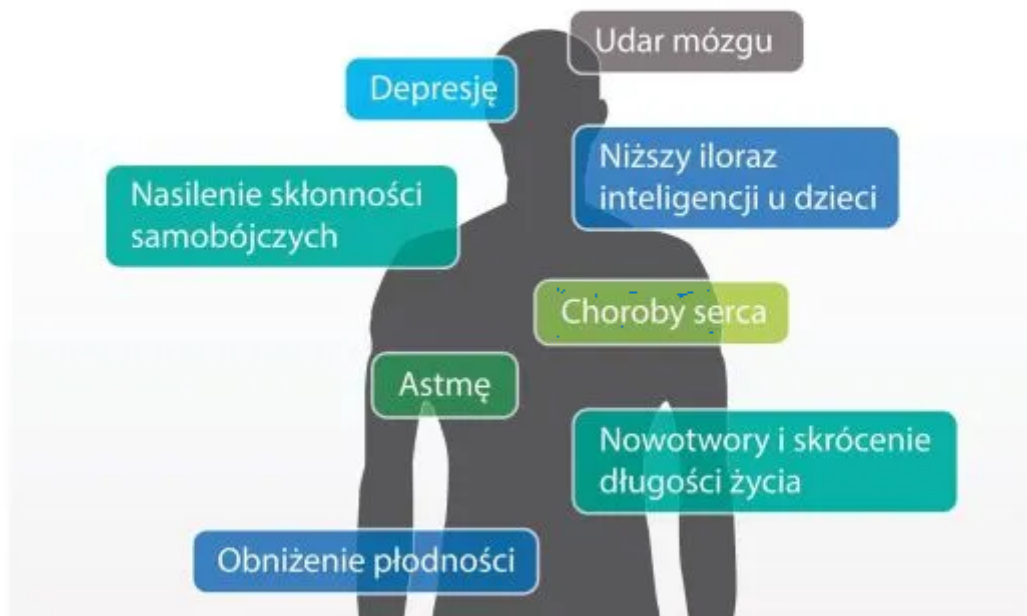 Udar mózgu
Depresję
Niższy iloraz
inteligencji u dzieci
Nasilenie skłonności
samobójczych
Choroby serca
Astmę
Nowotwory i skrócenie
długości życia
Obniżenie płodności